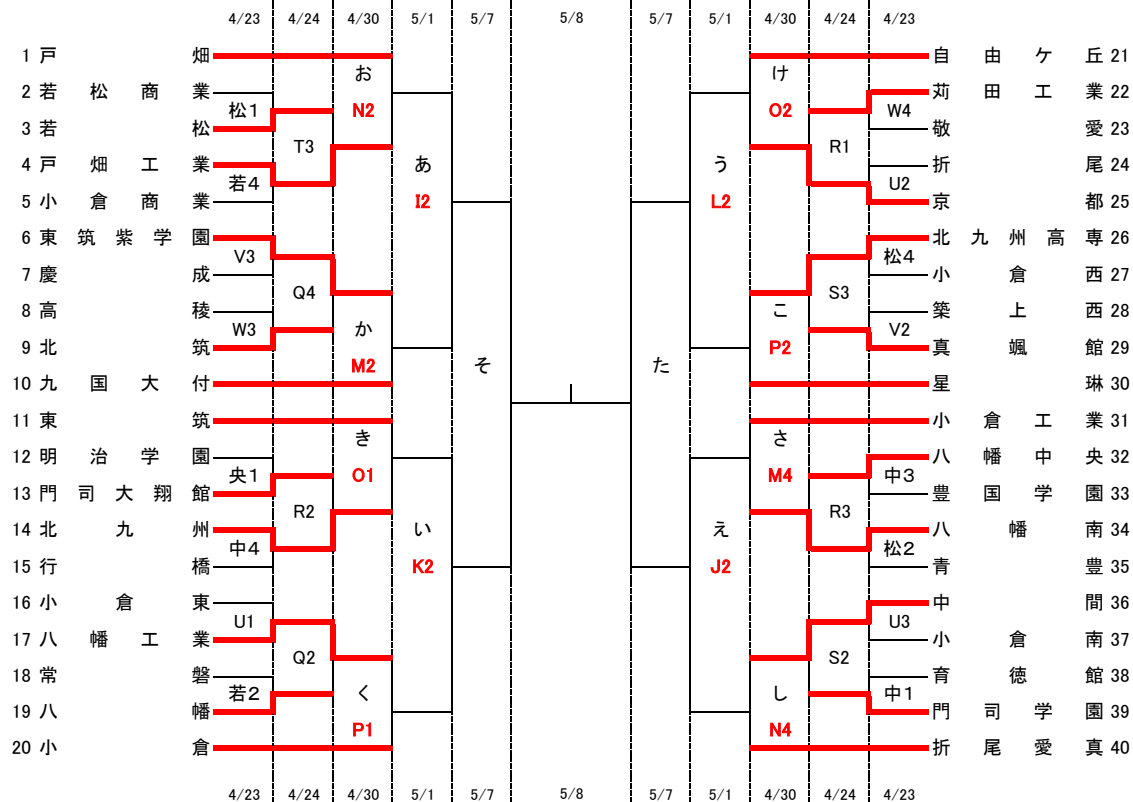 4/23 4/24 4/30 5/1 5/7 5/8 5/7 5/1 4/30 4/24 4/23
1 戸畑
2 若松商業
3 若松
4 戸畑工業
5 小倉商業
6 東筑紫学園
7 慶成
8 高稜
9 北筑
10 九国大付
11 東筑
12 明治学園
13 門司大翔館
14 北九州
15 行橋
16 小倉東
17 八幡工業
18 常磐
19 八幡
20 小倉
松1
若4
V3
W3
央1
中4
U1
若2
T3
Q4
R2
Q2
お
N2
か
M2
き
O1
く
P1
あ
I2
い
K2
そ
た
う
L2
え
J2
け
O2
こ
P2
さ
M4
し
N4
R1
S3
R3
S2
W4
U2
松4
V2
中3
松2
U3
中1
自由ケ丘 21
苅田工業 22
敬愛 23
折尾 24
京都 25
北九州高専 26
小倉西 27
築上西 28
真颯館 29
星琳 30
小倉工業 31
八幡中央 32
豊国学園 33
八幡南 34
青豊 35
中間 36
小倉南 37
育徳館 38
門司学園 39
折尾愛真 40
4/23 4/24 4/30 5/1 5/7 5/8 5/7 5/1 4/30 4/24 4/23